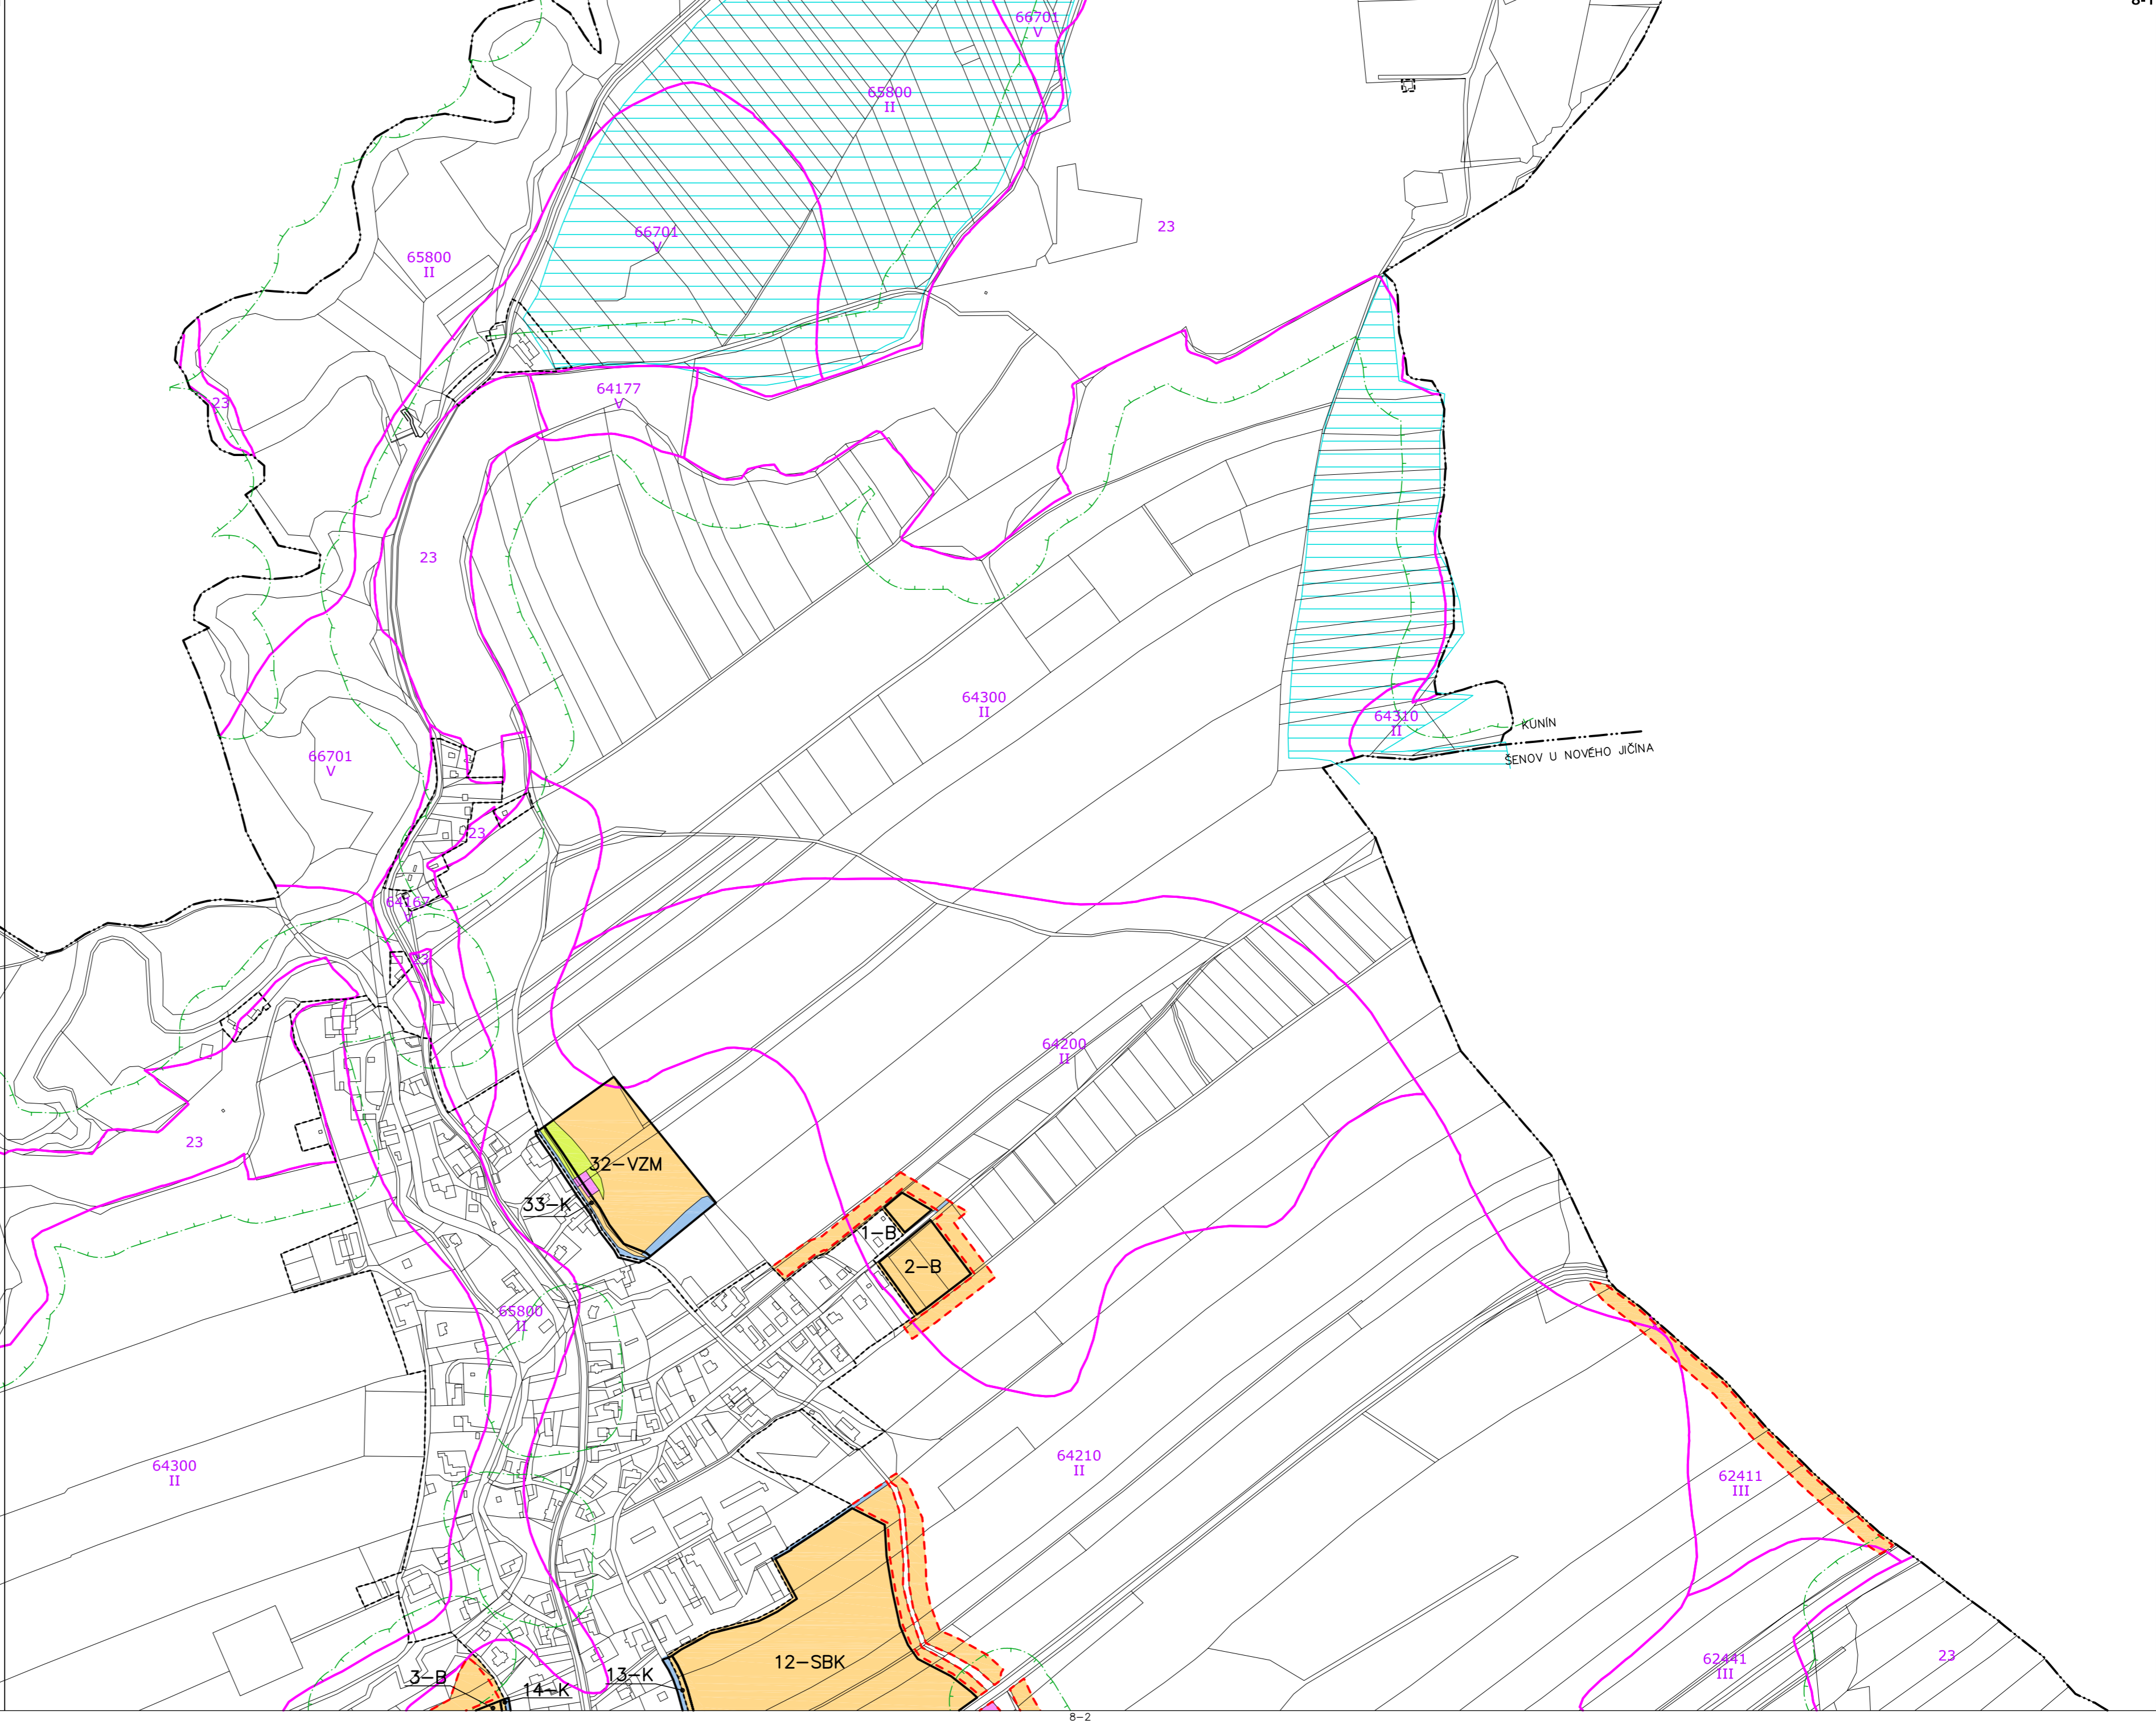 66701
V
65800
II
23
66701
V
65800
II
64177
V
23
23
64300
II
64310
II
KUNÍN
ŠENOV U NOVÉHO JIČÍNA
66701
V
23
64167
V
23
64200
II
23
32-VZM
33-K
1-B
2-B
65800
II
64210
II
64300
II
62411
III
12-SBK
13-K
3-B
14-K
62441
III
23
8-2